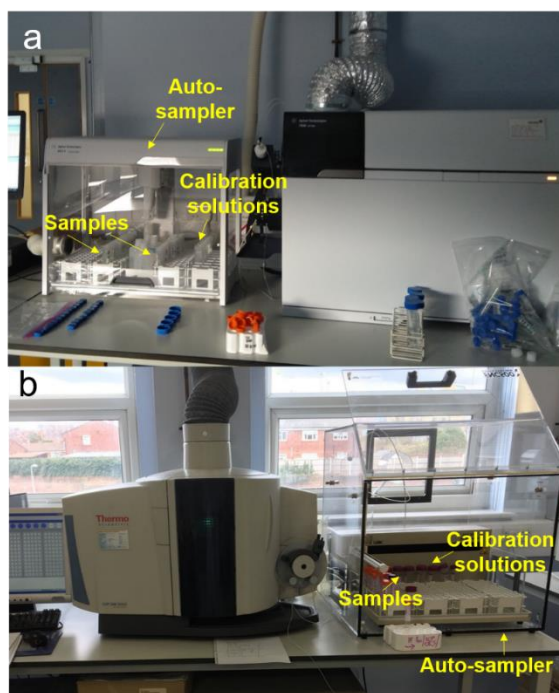 a
Auto-
sampler
Calibration
solutions
Samples
b
Thermo
Calibration
solutions
Samples
Auto-sampler